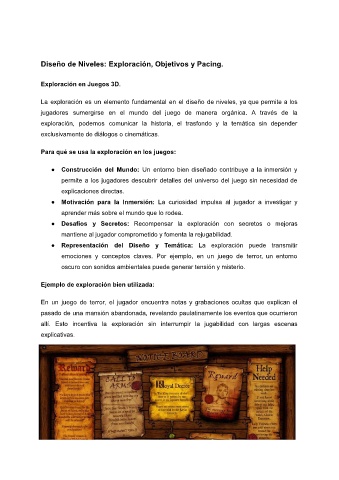 Diseño de Niveles: Exploración, Objetivos y Pacing.
Exploración en Juegos 3D.
La exploración es un elemento fundamental en el diseño de niveles, ya que permite a los
jugadores sumergirse en el mundo del juego de manera orgánica. A través de la
exploración, podemos comunicar la historia, el trasfondo y la temática sin depender
exclusivamente de diálogos o cinemáticas.
Para qué se usa la exploración en los juegos:
● Construcción del Mundo: Un entorno bien diseñado contribuye a la inmersión y
permite a los jugadores descubrir detalles del universo del juego sin necesidad de
explicaciones directas.
● Motivación para la Inmersión: La curiosidad impulsa al jugador a investigar y
aprender más sobre el mundo que lo rodea.
● Desafíos y Secretos: Recompensar la exploración con secretos o mejoras
mantiene al jugador comprometido y fomenta la rejugabilidad.
● Representación del Diseño y Temática: La exploración puede transmitir
emociones y conceptos claves. Por ejemplo, en un juego de terror, un entorno
oscuro con sonidos ambientales puede generar tensión y misterio.
Ejemplo de exploración bien utilizada:
En un juego de terror, el jugador encuentra notas y grabaciones ocultas que explican el
pasado de una mansión abandonada, revelando paulatinamente los eventos que ocurrieron
allí. Esto incentiva la exploración sin interrumpir la jugabilidad con largas escenas
explicativas.
Reward
Royal Decree
Reward
Help
Needed